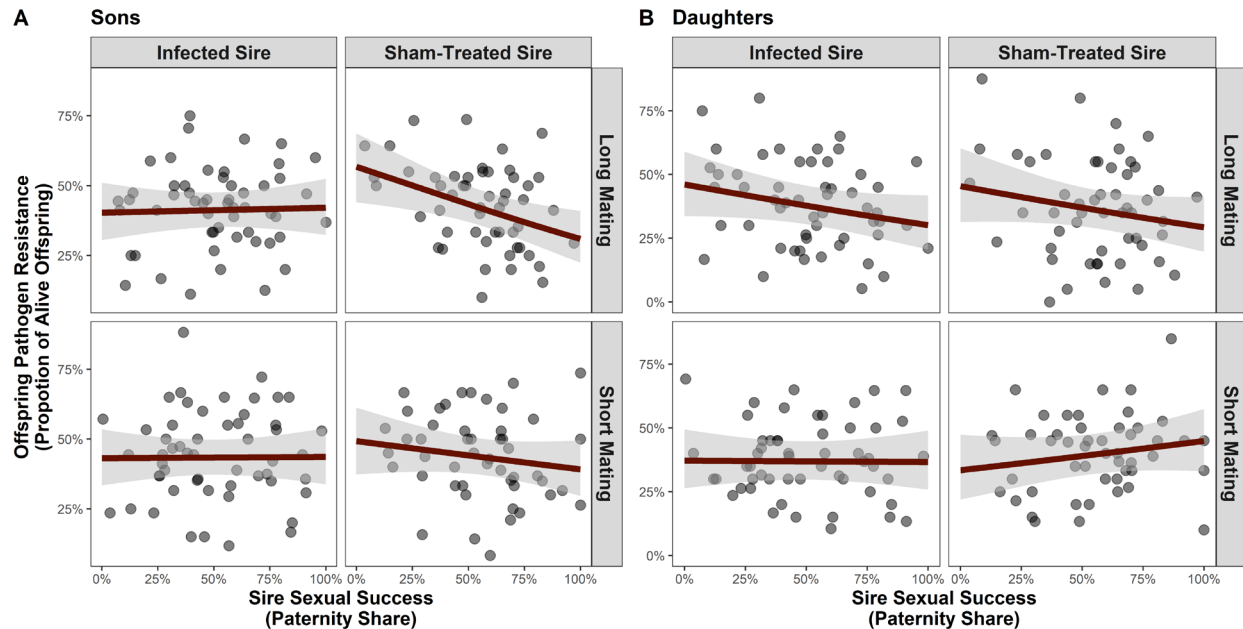 A Sons
Infected Sire
Sham-Treated Sire
Long Mating
Short Mating
75%
50%
25%
75%
50%
25%
0% 25% 50% 75% 100%
0% 25% 50% 75% 100%
Offspring Pathogen Resistance
(Propotion of Alive Offspring)
Sire Sexual Success
(Paternity Share)
B Daughters
Infected Sire
Sham-Treated Sire
Long Mating
Short Mating
75%
50%
25%
0%
75%
50%
25%
0%
0% 25% 50% 75% 100%
0% 25% 50% 75% 100%
Sire Sexual Success
(Paternity Share)